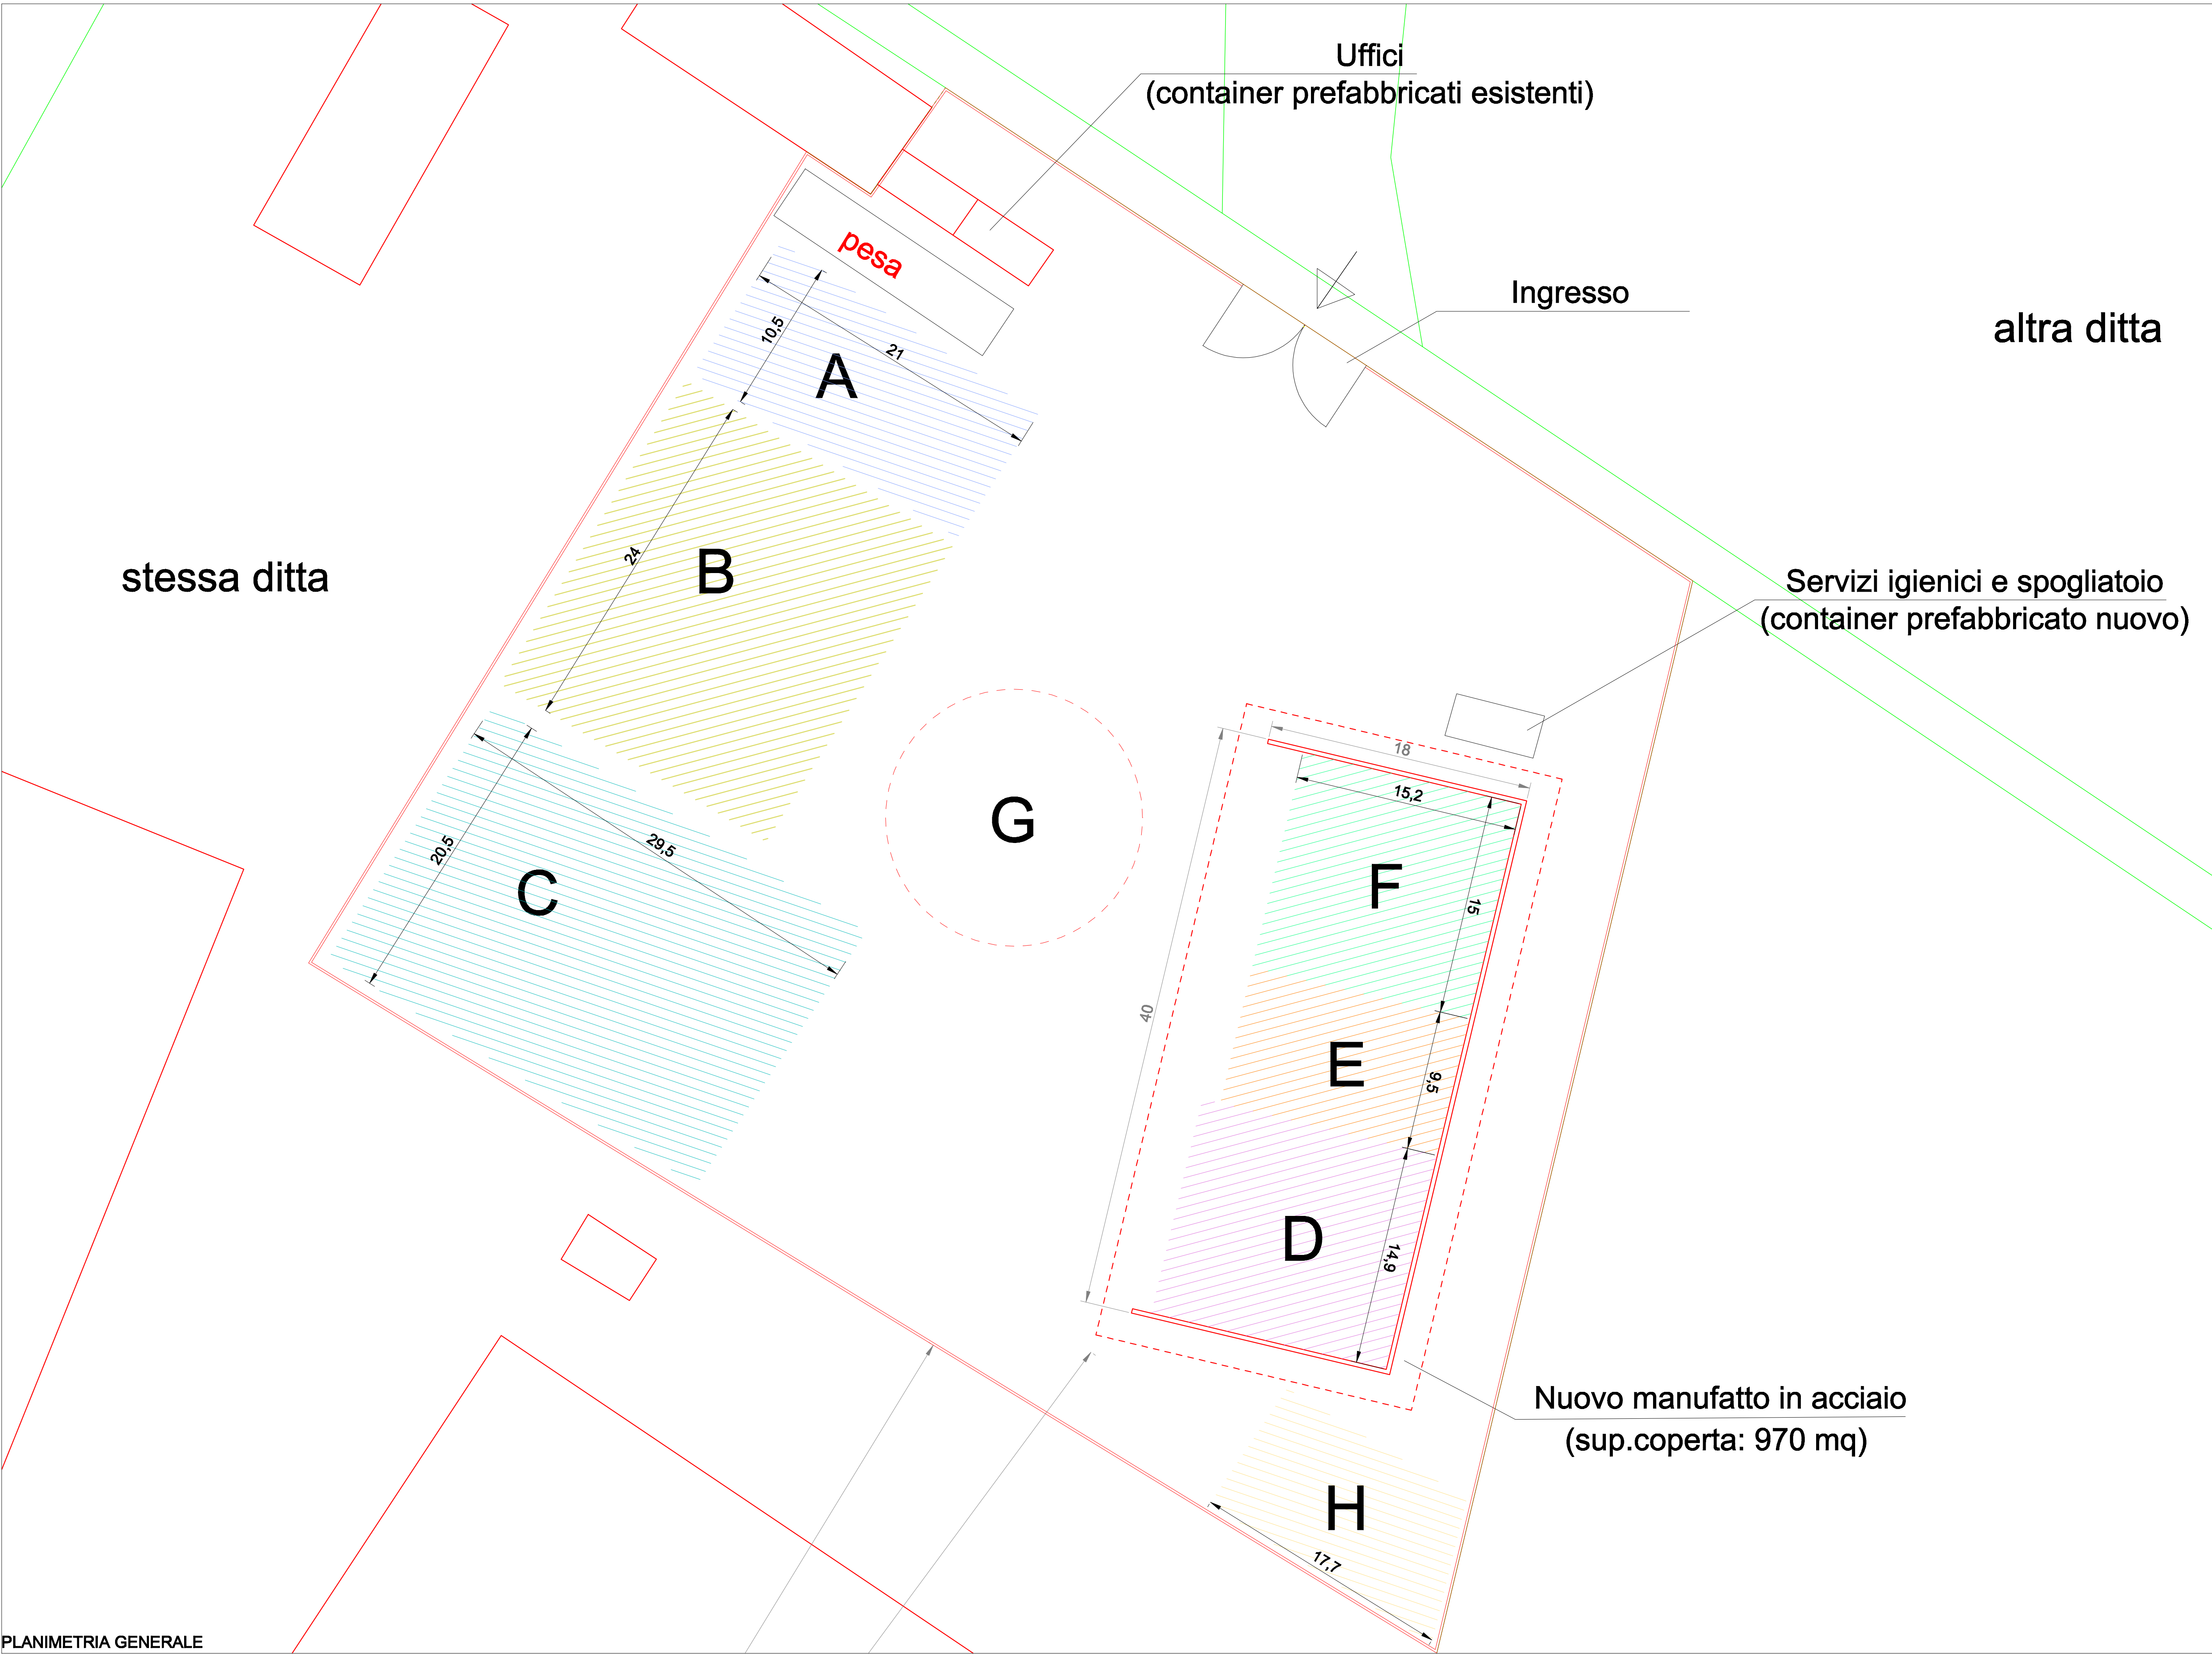 Uffici
(container prefabbricati esistenti)
pesa
Ingresso
altra ditta
10,5
21
A
stessa ditta
24
B
Servizi igienici e spogliatoio
(container prefabbricato nuovo)
18
15,2
G
20,5
29,5
C
F
15
40
E
9,5
D
14,9
Nuovo manufatto in acciaio
(sup.coperta: 970 mq)
H
17,7
PLANIMETRIA GENERALE